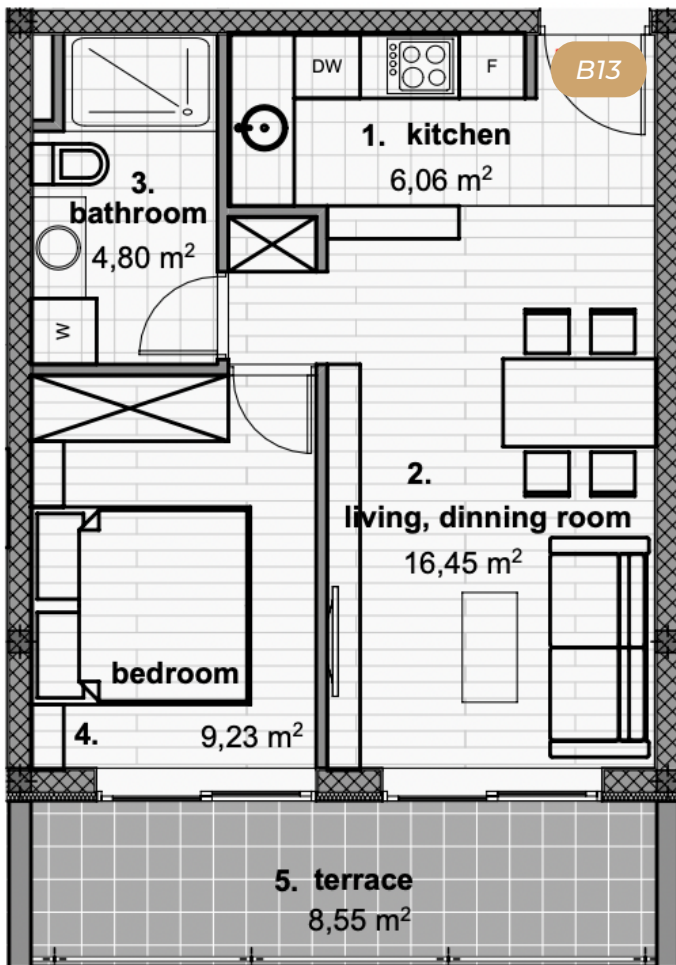 B13
DW
F
1. kitchen
6,06 m²
3.
bathroom
4,80 m²
W
2.
living, dinning room
16,45 m²
bedroom
4. 9,23 m²
5. terrace
8,55 m²